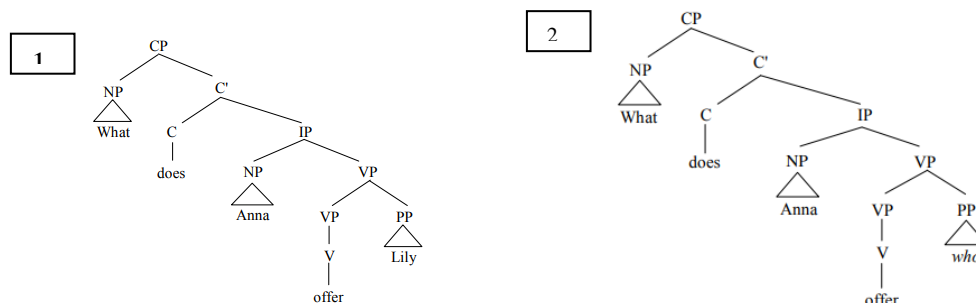 1
CP
NP
C'
What
C
IP
does
NP
VP
Anna
VP
PP
V
Lily
offer
2
CP
NP
C'
What
C
IP
does
NP
VP
Anna
VP
PP
V
offer